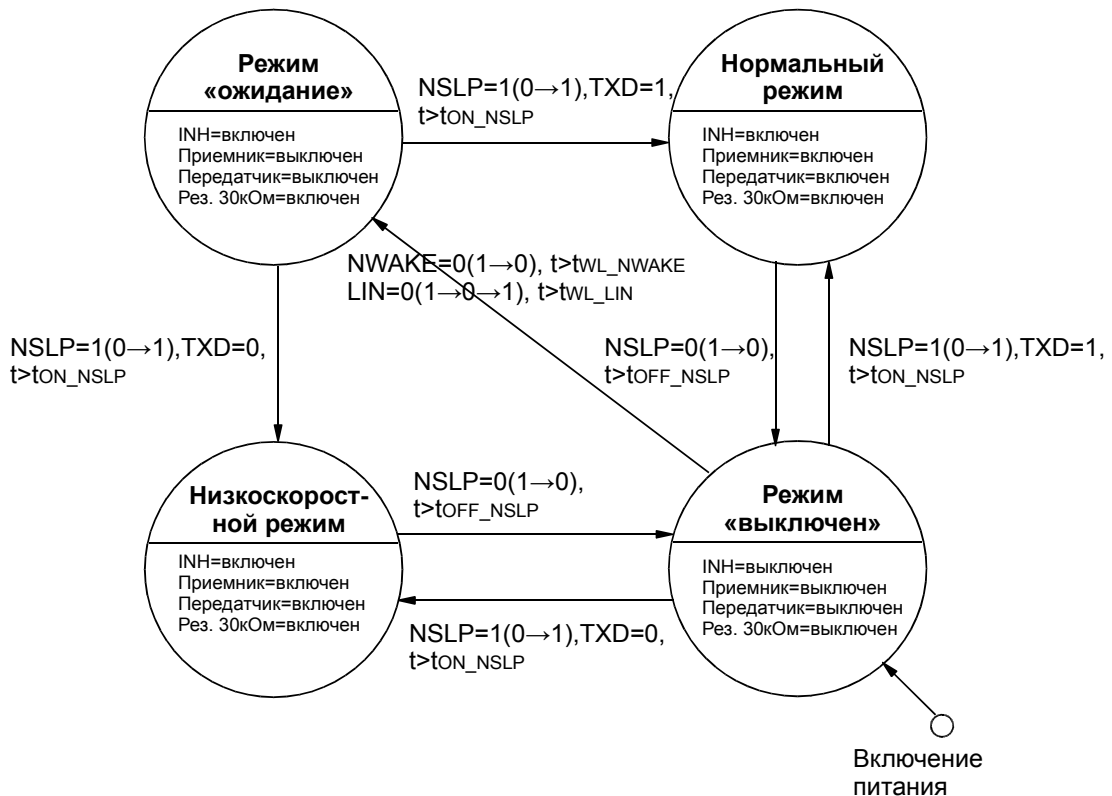 Режим
«ожидание»
INH=включен
Приемник=выключен
Передатчик=выключен
Рез. 30кОм=включен
NSLP=1(0→1),TXD=1,
t>tON_NSLP
Нормальный
режим
INH=включен
Приемник=включен
Передатчик=включен
Рез. 30кОм=включен
NWAKE=0(1→0), t>tWL_NWAKE
LIN=0(1→0→1), t>tWL_LIN
NSLP=1(0→1),TXD=0,
t>tON_NSLP
NSLP=0(1→0),
t>tOFF_NSLP
NSLP=1(0→1),TXD=1,
t>tON_NSLP
Низкоскорост-
ной режим
INH=включен
Приемник=включен
Передатчик=включен
Рез. 30кОм=включен
NSLP=0(1→0),
t>tOFF_NSLP
NSLP=1(0→1),TXD=0,
t>tON_NSLP
Режим
«выключен»
INH=выключен
Приемник=выключен
Передатчик=выключен
Рез. 30кОм=выключен
Включение
питания